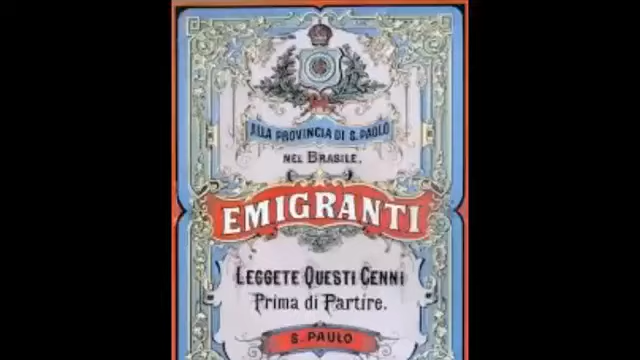 ALLA PROVINCIA DI S. PAOLO
NEL BRASILE.
EMIGRANTI
LEGGETE QUESTI CENNI
Prima di Partire.
S. PAULO